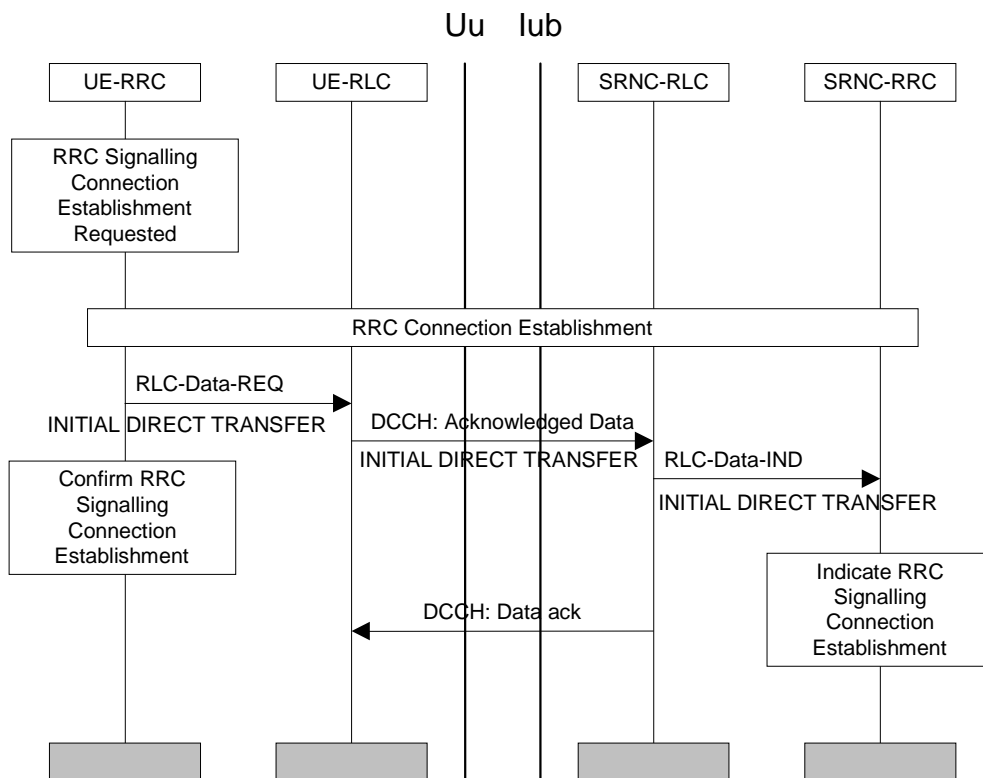 Uu Iub
UE-RRC UE-RLC SRNC-RLC SRNC-RRC
RRC Signalling
Connection
Establishment
Requested
RRC Connection Establishment
RLC-Data-REQ
INITIAL DIRECT TRANSFER
DCCH: Acknowledged Data
INITIAL DIRECT TRANSFER
RLC-Data-IND
INITIAL DIRECT TRANSFER
Confirm RRC
Signalling
Connection
Establishment
Indicate RRC
Signalling
Connection
Establishment
DCCH: Data ack